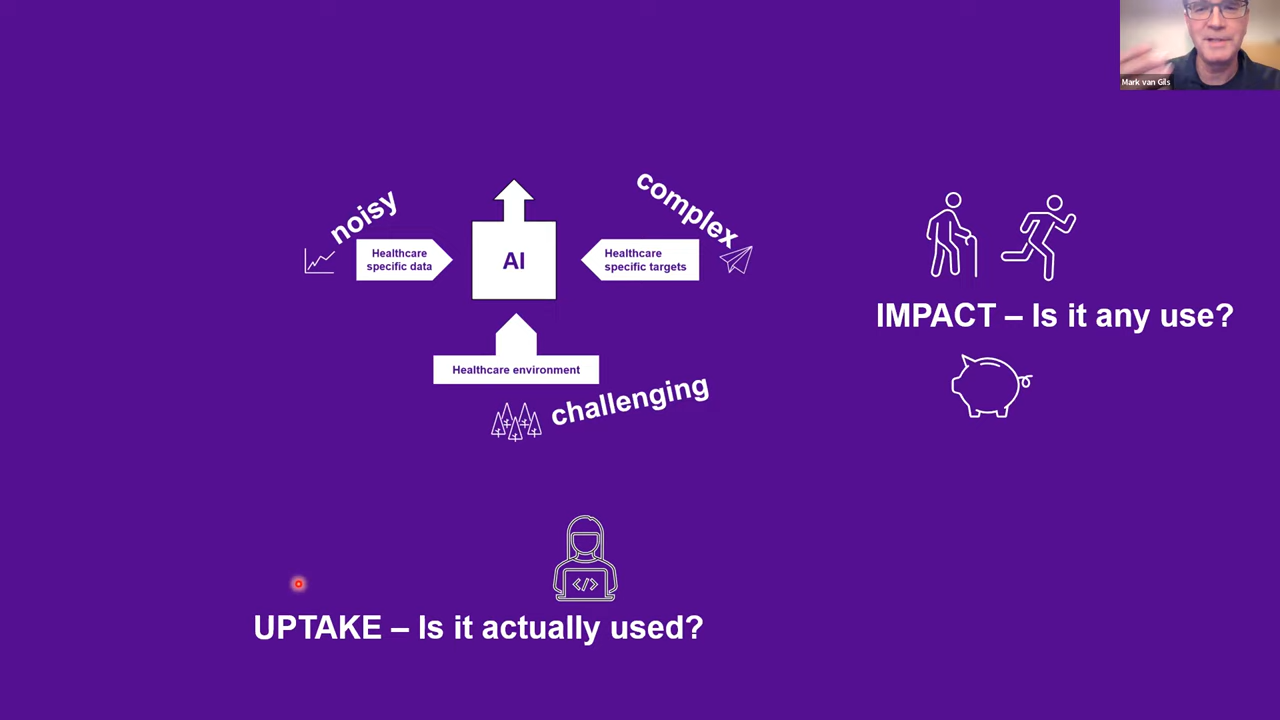 Mark van Gils
noisy
complex
Healthcare
specific data
AI
Healthcare
specific targets
IMPACT – Is it any use?
Healthcare environment
challenging
</>
UPTAKE – Is it actually used?